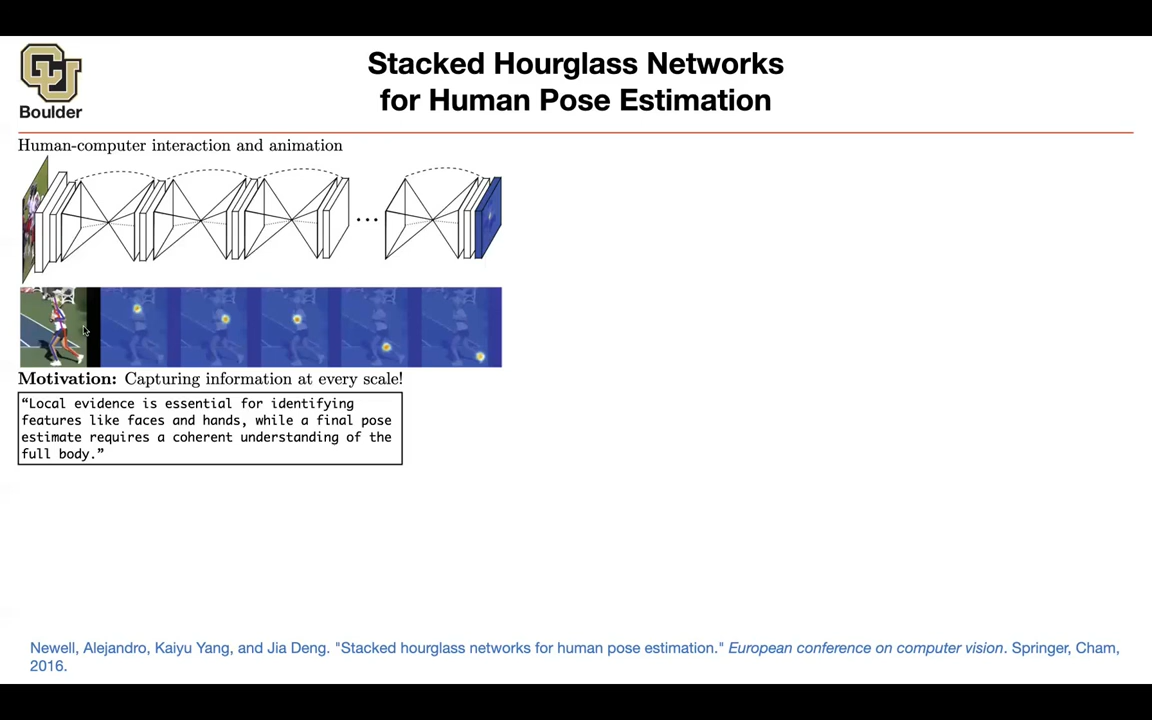 Stacked Hourglass Networks
for Human Pose Estimation
Boulder
Human-computer interaction and animation
...
Motivation: Capturing information at every scale!
“Local evidence is essential for identifying
features like faces and hands, while a final pose
estimate requires a coherent understanding of the
full body.”
Newell, Alejandro, Kaiyu Yang, and Jia Deng. "Stacked hourglass networks for human pose estimation." European conference on computer vision. Springer, Cham,
2016.